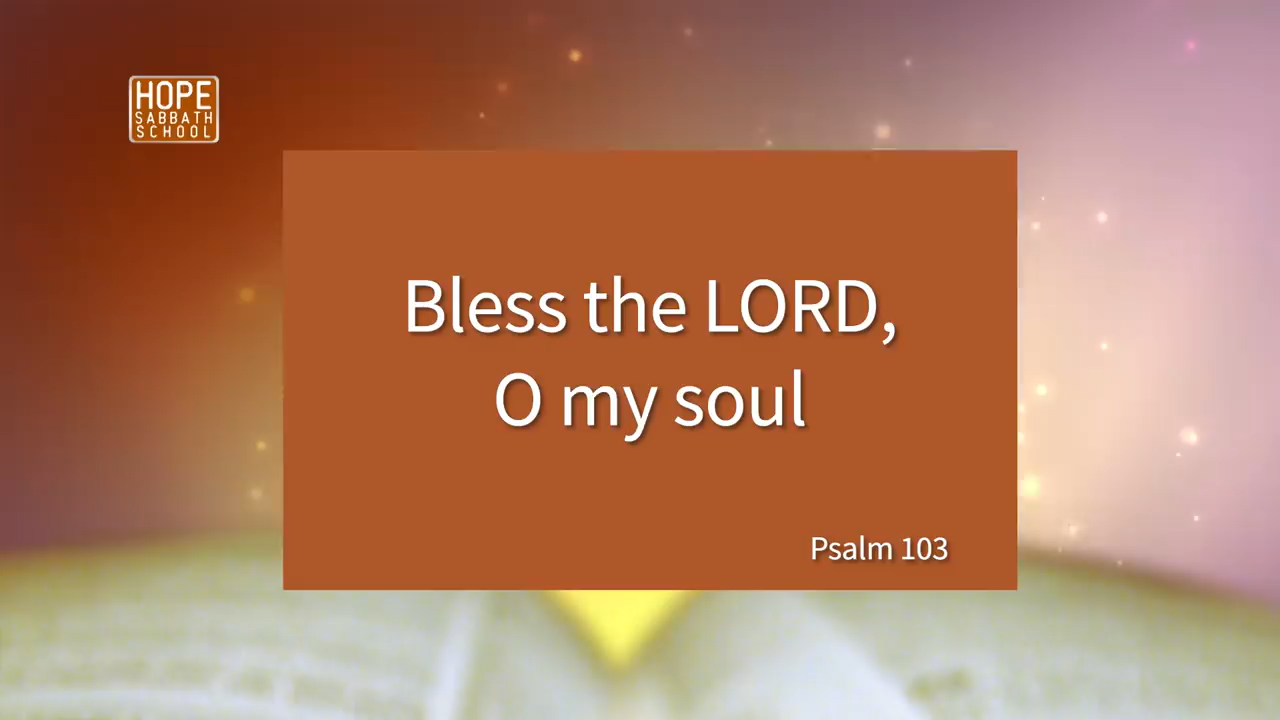 HOPE
SABBATH
SCHOOL
Bless the LORD,
O my soul
Psalm 103